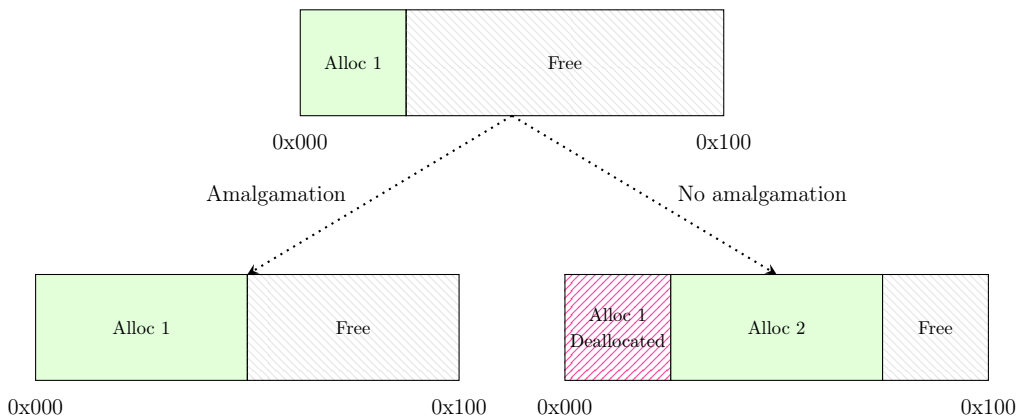 Alloc 1
Free
0x000
0x100
Amalgamation
No amalgamation
Alloc 1
Free
Alloc 1
Deallocated
Alloc 2
Free
0x000
0x100
0x000
0x100